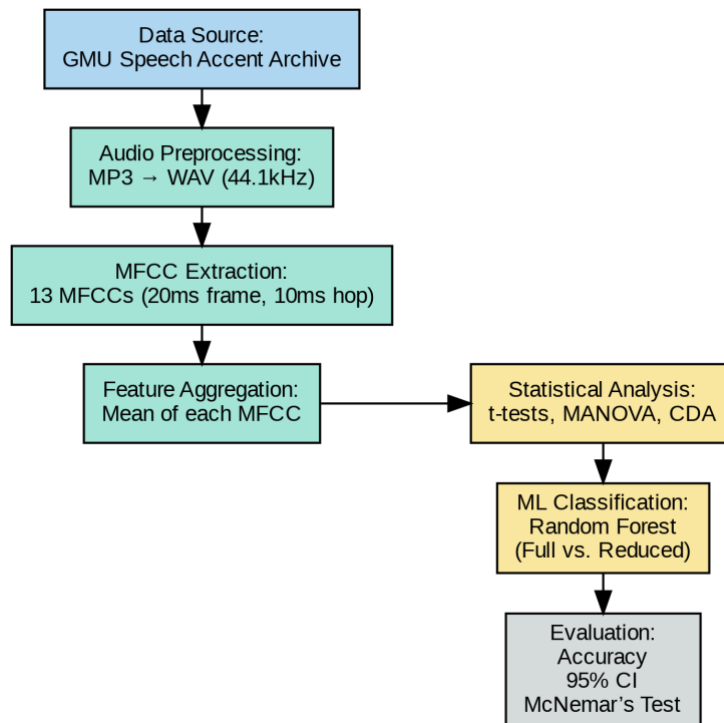 Data Source:
GMU Speech Accent Archive
Audio Preprocessing:
MP3 → WAV (44.1kHz)
MFCC Extraction:
13 MFCCs (20ms frame, 10ms hop)
Feature Aggregation:
Mean of each MFCC
Statistical Analysis:
t-tests, MANOVA, CDA
ML Classification:
Random Forest
(Full vs. Reduced)
Evaluation:
Accuracy
95% CI
McNemar’s Test